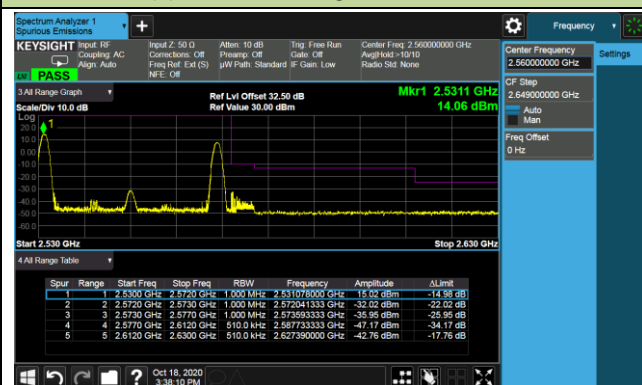 Spectrum Analyzer 1
Spurious Emissions
Frequency
KEYSIGHT
Input: RF
Coupling: AC
Align: Auto
Input Z: 50 Ω
Corrections: Off
Freq Ref: Ext (S)
NFE: Off
Atten: 10 dB
Preamp: Off
µW Path: Standard
Trig: Free Run
Gate: Off
IF Gain: Low
Center Freq: 2.560000000 GHz
Avg|Hold:>10/10
Radio Std: None
PASS
3 All Range Graph
Scale/Div 10.0 dB
Ref Lvl Offset 32.50 dB
Ref Value 30.00 dBm
Mkr1 2.5311 GHz
14.06 dBm
Log
20.0
10.0
0.00
-10.0
-20.0
-30.0
-40.0
-50.0
-60.0
1
Start 2.530 GHz
Stop 2.630 GHz
4 All Range Table
Spur Range Start Freq Stop Freq RBW Frequency Amplitude ΔLimit
1 1 2.5300 GHz 2.5720 GHz 1.000 MHz 2.531078000 GHz 15.02 dBm -14.98 dB
2 2 2.5720 GHz 2.5730 GHz 1.000 MHz 2.572041333 GHz -32.02 dBm -22.02 dB
3 3 2.5730 GHz 2.5770 GHz 1.000 MHz 2.573593333 GHz -35.95 dBm -25.95 dB
4 4 2.5770 GHz 2.6120 GHz 510.0 kHz 2.587733333 GHz -47.17 dBm -34.17 dB
5 5 2.6120 GHz 2.6300 GHz 510.0 kHz 2.627390000 GHz -42.76 dBm -17.76 dB
Oct 18, 2020
3:38:10 PM
Center Frequency
2.560000000 GHz
Settings
CF Step
2.649000000 GHz
Auto
Man
Freq Offset
0 Hz